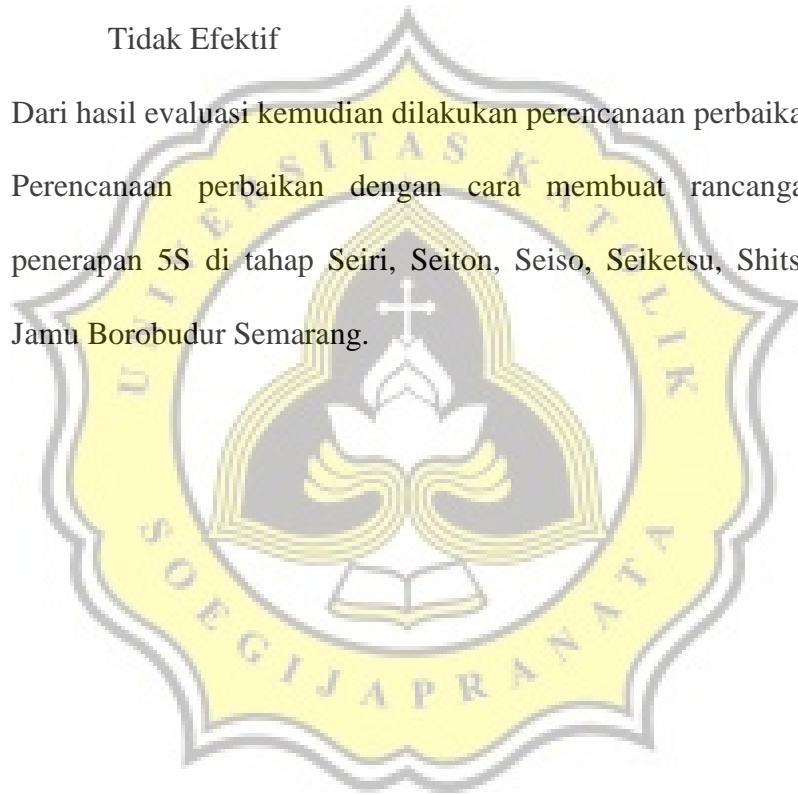 Tidak Efektif
Dari hasil evaluasi kemudian dilakukan perencanaan perbaika
Perencanaan perbaikan dengan cara membuat rancanga
penerapan 5S di tahap Seiri, Seiton, Seiso, Seiketsu, Shits
Jamu Borobudur Semarang.
UNIVERSITAS KATOLIK
SOEGIJAPRANATA